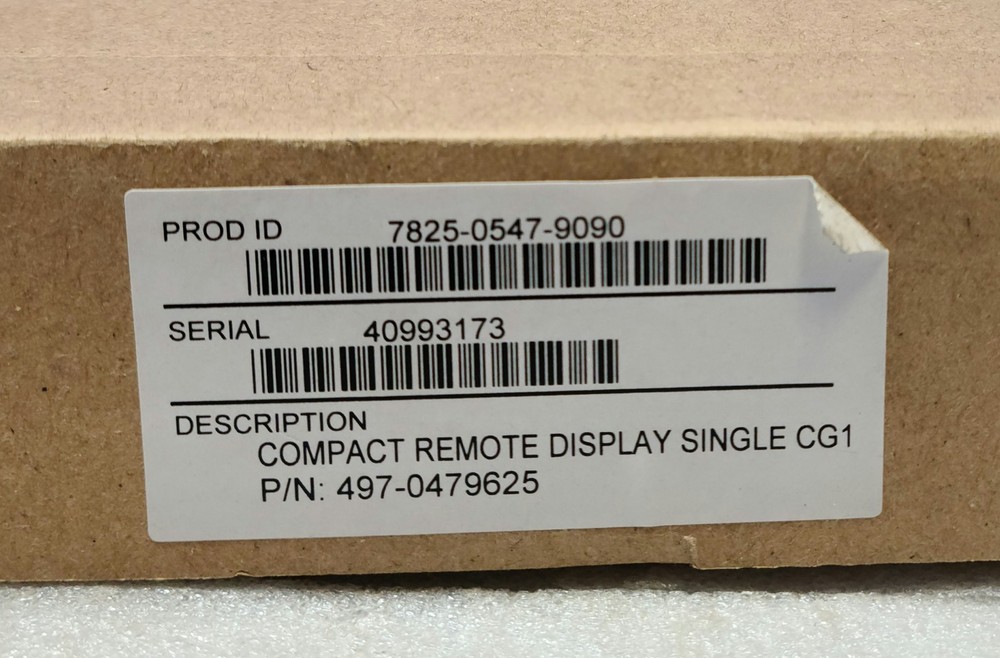 PROD ID 7825-0547-9090
SERIAL 40993173
DESCRIPTION
COMPACT REMOTE DISPLAY SINGLE CG1
P/N: 497-0479625